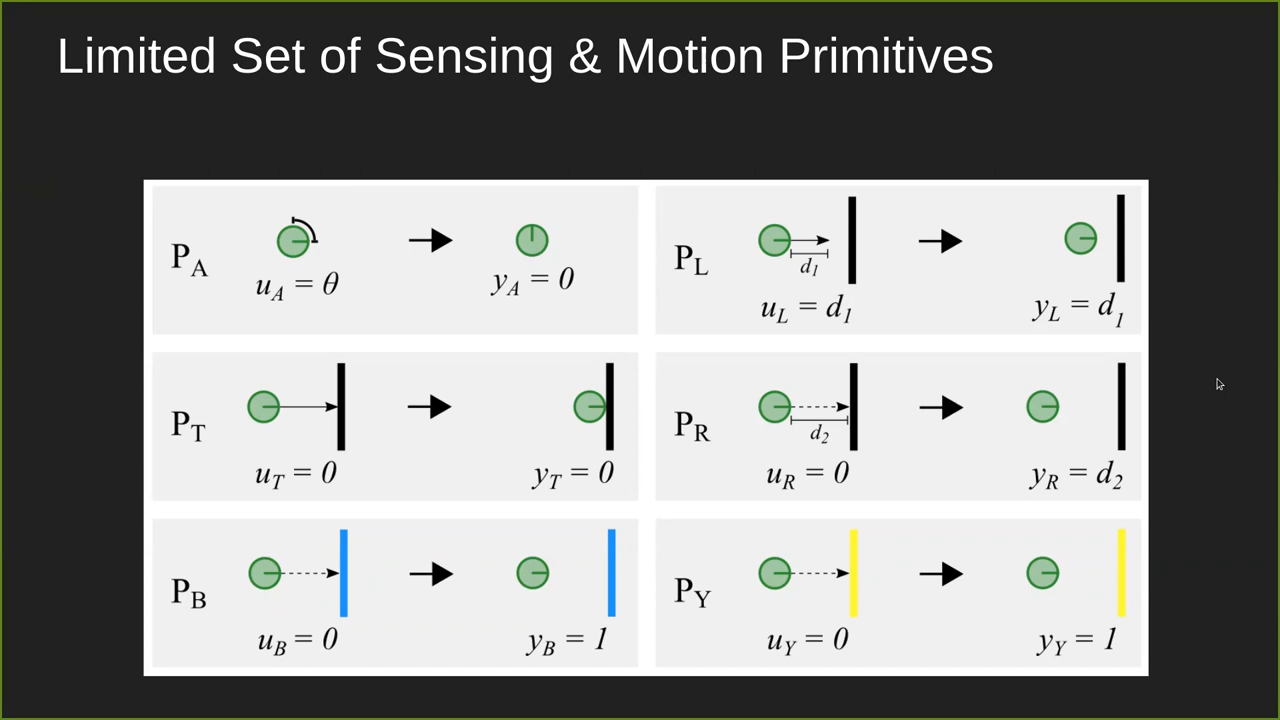 Limited Set of Sensing & Motion Primitives
P_A
u_A = θ
y_A = 0
P_L
d_1
u_L = d_1
y_L = d_1
P_T
u_T = 0
y_T = 0
P_R
d_2
u_R = 0
y_R = d_2
P_B
u_B = 0
y_B = 1
P_Y
u_Y = 0
y_Y = 1